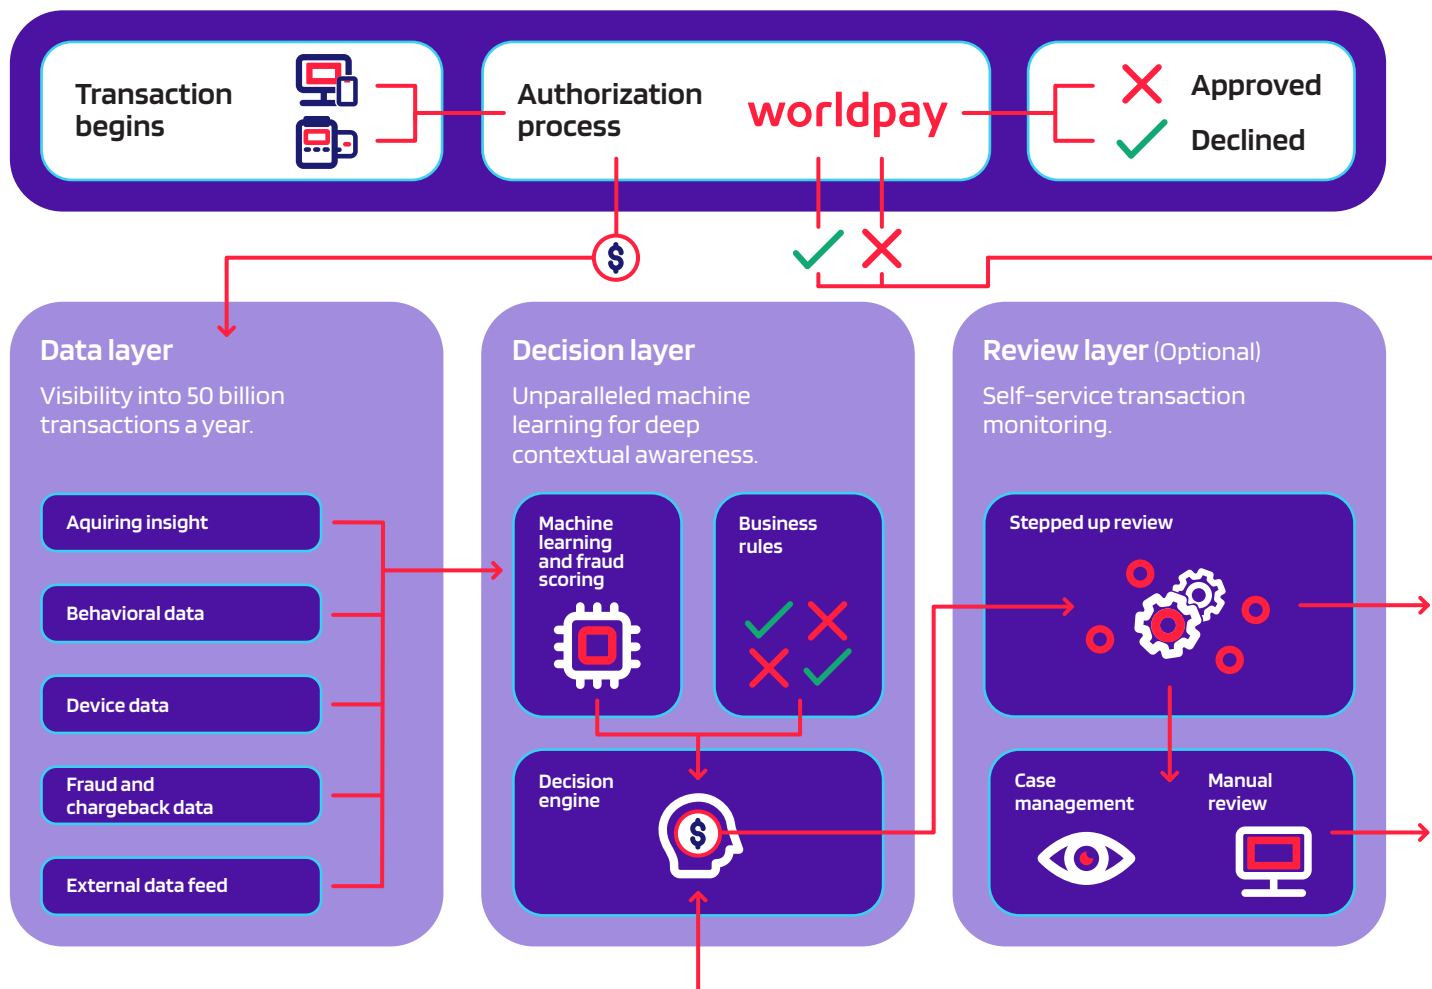 Transaction
begins
Authorization
process
worldpay
Approved
Declined
$
Data layer
Visibility into 50 billion
transactions a year.
Aquiring insight
Behavioral data
Device data
Fraud and
chargeback data
External data feed
Decision layer
Unparalleled machine
learning for deep
contextual awareness.
Machine
learning
and fraud
scoring
Business
rules
Decision
engine
$
Review layer (Optional)
Self-service transaction
monitoring.
Stepped up review
Case
management
Manual
review